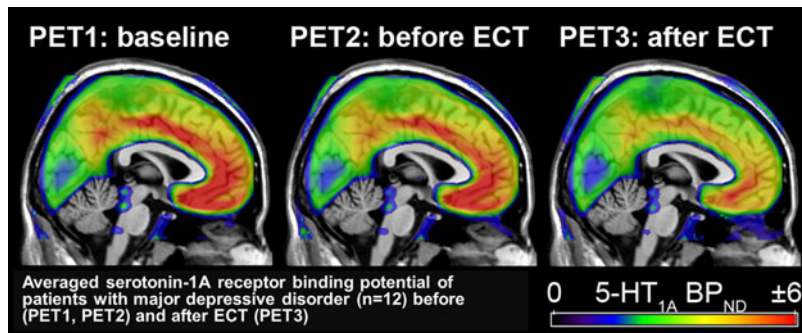 PET1: baseline PET2: before ECT PET3: after ECT
Averaged serotonin-1A receptor binding potential of
patients with major depressive disorder (n=12) before
(PET1, PET2) and after ECT (PET3)
0 5-HT1A BPND ±6